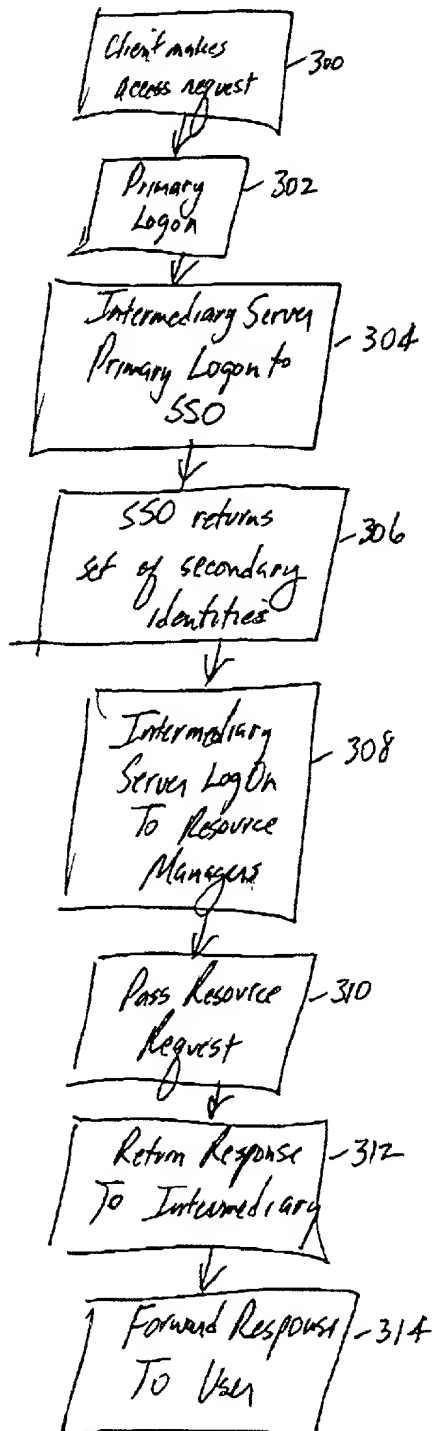 Client makes
access request
300
Primary
Logon
302
Intermediary Server
Primary Logon to
SSO
304
SSO returns
set of secondary
Identities
306
Intermediary
Server LogOn
To Resource
Managers
308
Pass Resource
Request
310
Return Response
To Intermediary
312
Forward Response
To User
314